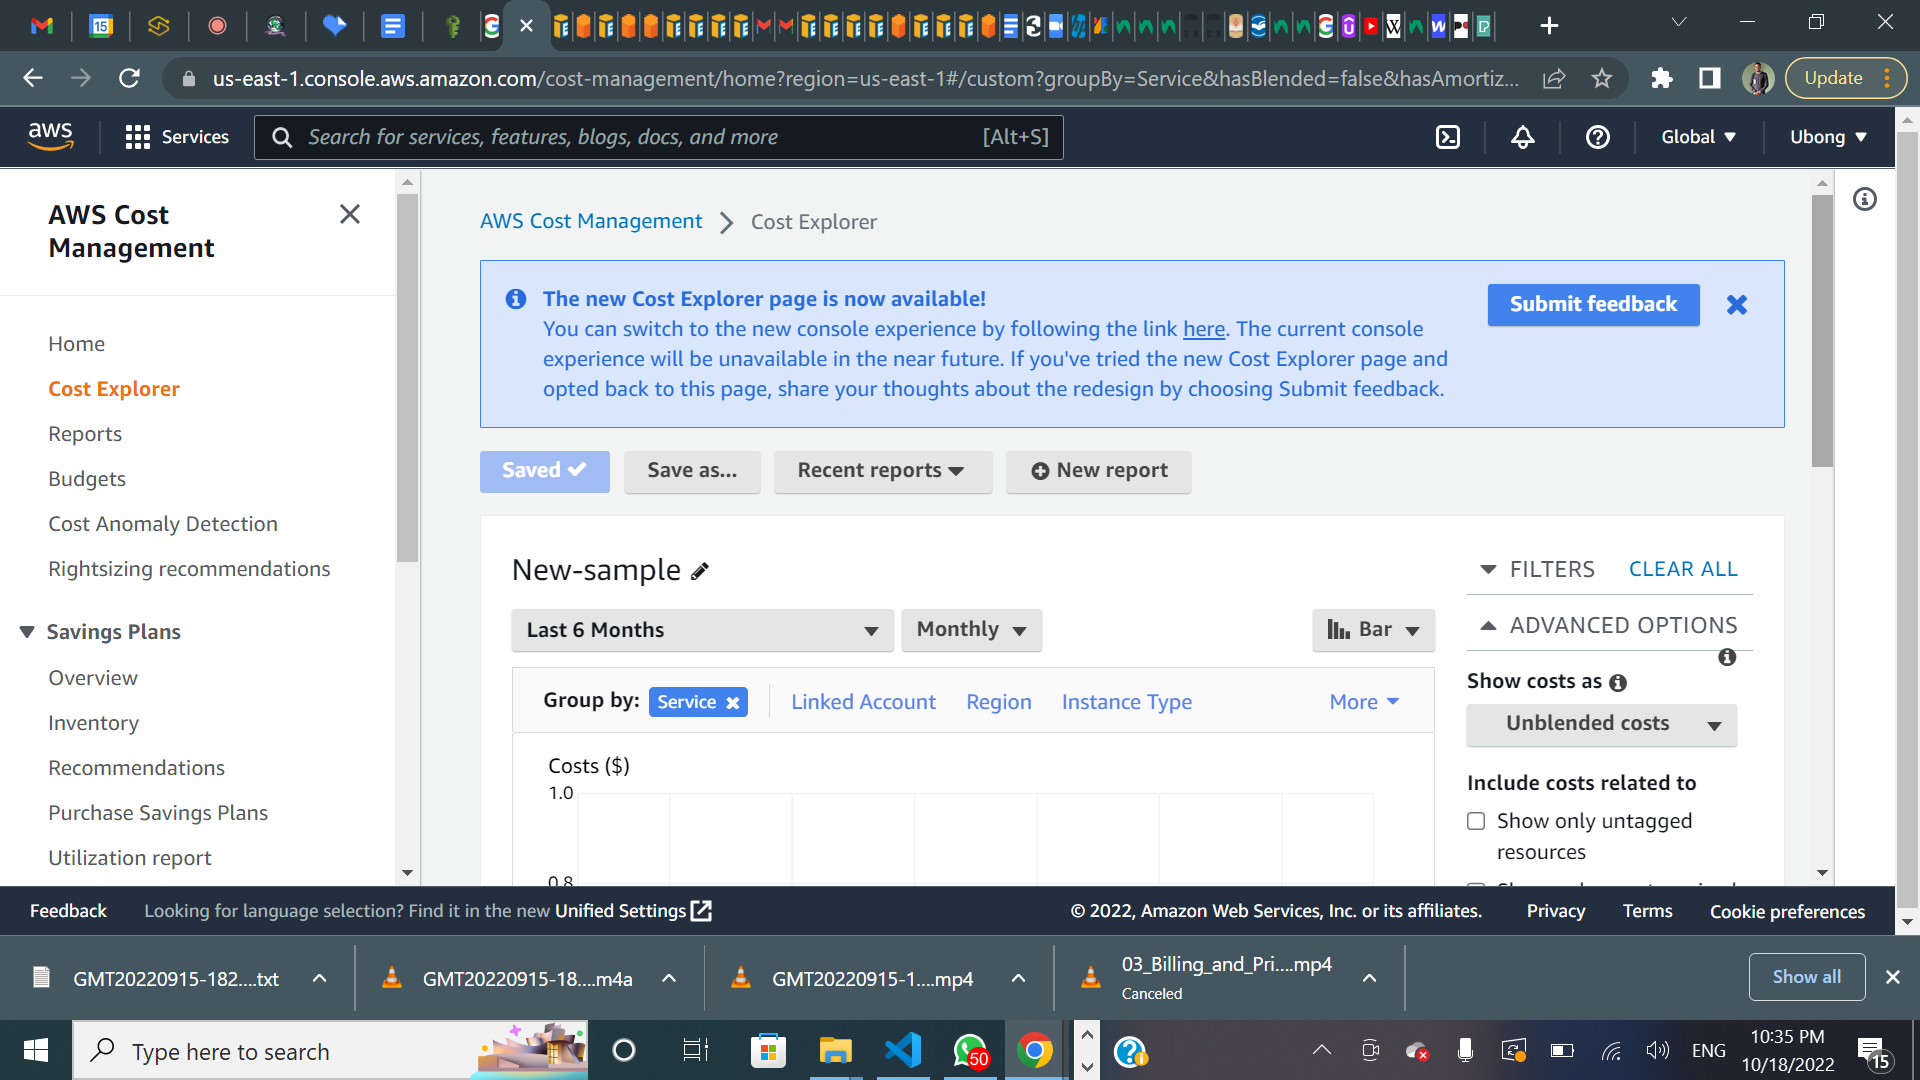 us-east-1.console.aws.amazon.com/cost-management/home?region=us-east-1#/custom?groupBy=Service&hasBlended=false&hasAmortiz...
Update
aws
Services
Search for services, features, blogs, docs, and more
[Alt+S]
Global
Ubong
AWS Cost
Management
Home
Cost Explorer
Reports
Budgets
Cost Anomaly Detection
Rightsizing recommendations
Savings Plans
Overview
Inventory
Recommendations
Purchase Savings Plans
Utilization report
AWS Cost Management
Cost Explorer
The new Cost Explorer page is now available!
You can switch to the new console experience by following the link here. The current console
experience will be unavailable in the near future. If you've tried the new Cost Explorer page and
opted back to this page, share your thoughts about the redesign by choosing Submit feedback.
Submit feedback
Saved
Save as...
Recent reports
New report
New-sample
Last 6 Months
Monthly
Bar
Group by:
Service
Linked Account
Region
Instance Type
More
Costs ($)
1.0
0.8
FILTERS
CLEAR ALL
ADVANCED OPTIONS
Show costs as
Unblended costs
Include costs related to
Show only untagged
resources
Feedback
Looking for language selection? Find it in the new Unified Settings
© 2022, Amazon Web Services, Inc. or its affiliates.
Privacy
Terms
Cookie preferences
GMT20220915-182....txt
GMT20220915-18....m4a
GMT20220915-1....mp4
03_Billing_and_Pri....mp4
Canceled
Show all
Type here to search
50
ENG
10:35 PM
10/18/2022
15